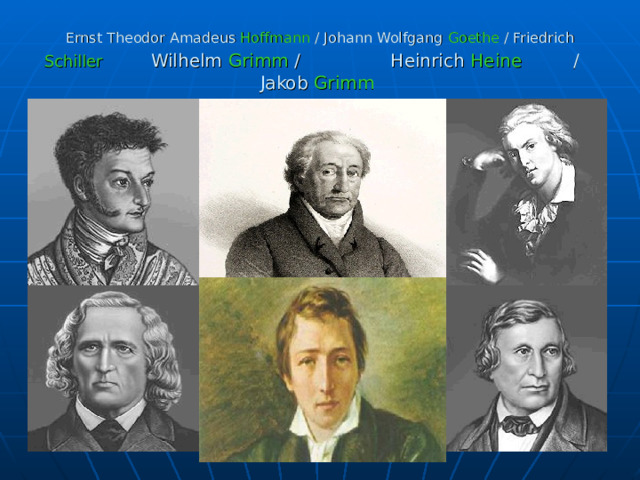 Ernst Theodor Amadeus Hoffmann / Johann Wolfgang Goethe / Friedrich
Schiller Wilhelm Grimm / Heinrich Heine /
Jakob Grimm